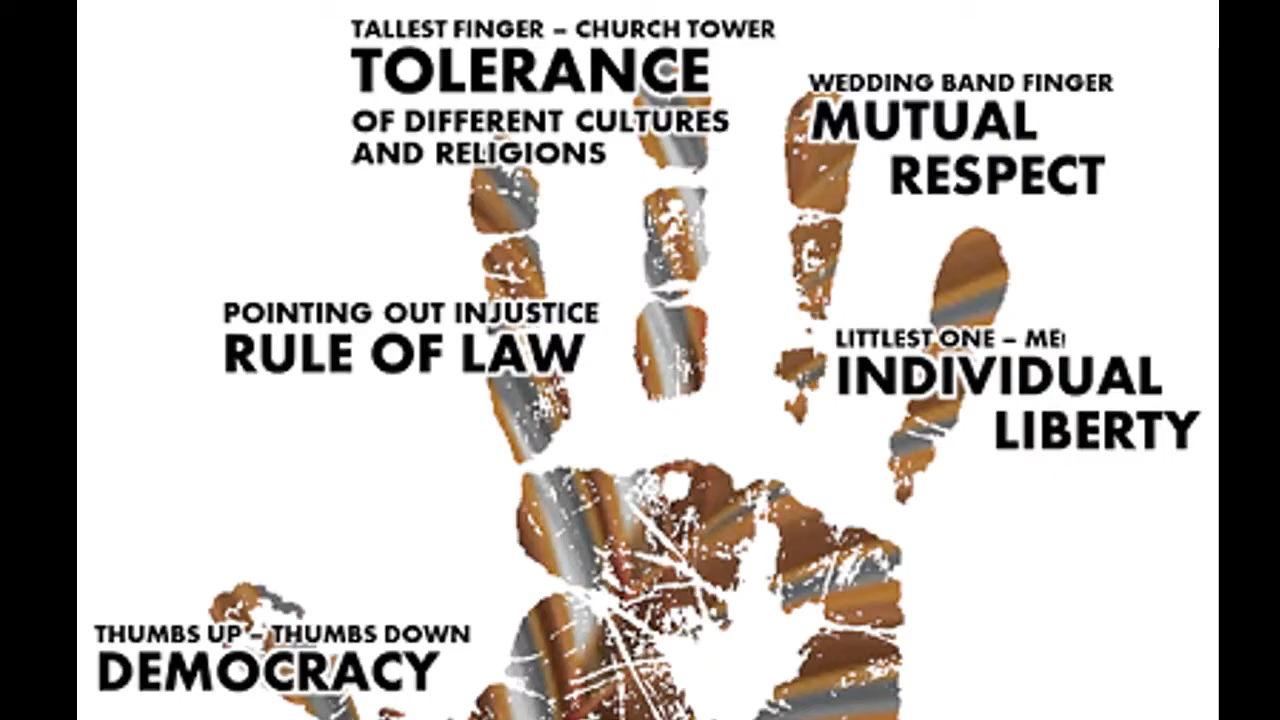 TALLEST FINGER – CHURCH TOWER
TOLERANCE
OF DIFFERENT CULTURES
AND RELIGIONS
WEDDING BAND FINGER
MUTUAL
RESPECT
POINTING OUT INJUSTICE
RULE OF LAW
LITTLEST ONE – ME!
INDIVIDUAL
LIBERTY
THUMBS UP – THUMBS DOWN
DEMOCRACY